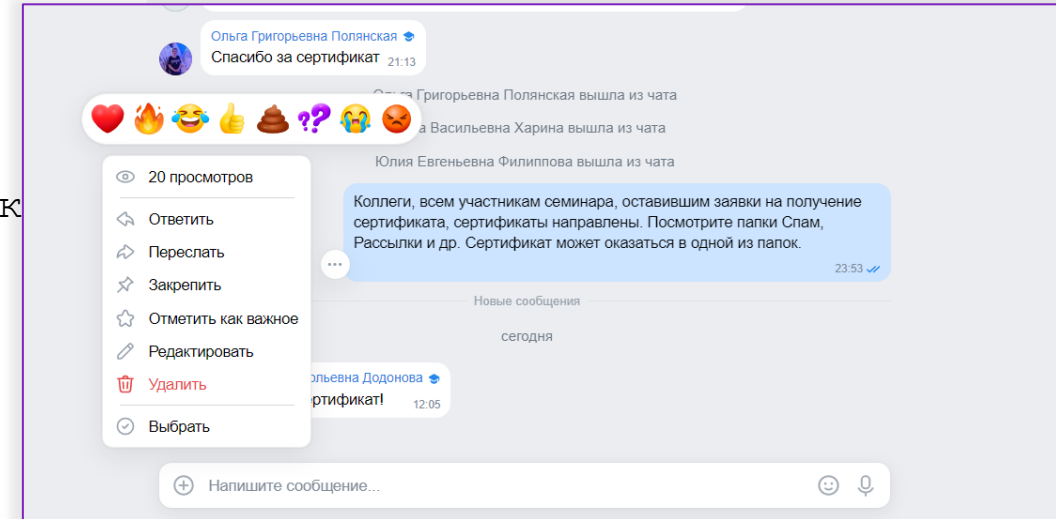 Ольга Григорьевна Полянская
Спасибо за сертификат 21:13
Григорьевна Полянская вышла из чата
Васильевна Харина вышла из чата
Юлия Евгеньевна Филиппова вышла из чата
20 просмотров
Ответить
Переслать
Закрепить
Отметить как важное
Редактировать
Удалить
Выбрать
к
Коллеги, всем участникам семинара, оставившим заявки на получение
сертификата, сертификаты направлены. Посмотрите папки Спам,
Рассылки и др. Сертификат может оказаться в одной из папок.
23:53
Новые сообщения
сегодня
Додонова
12:05
Напишите сообщение...